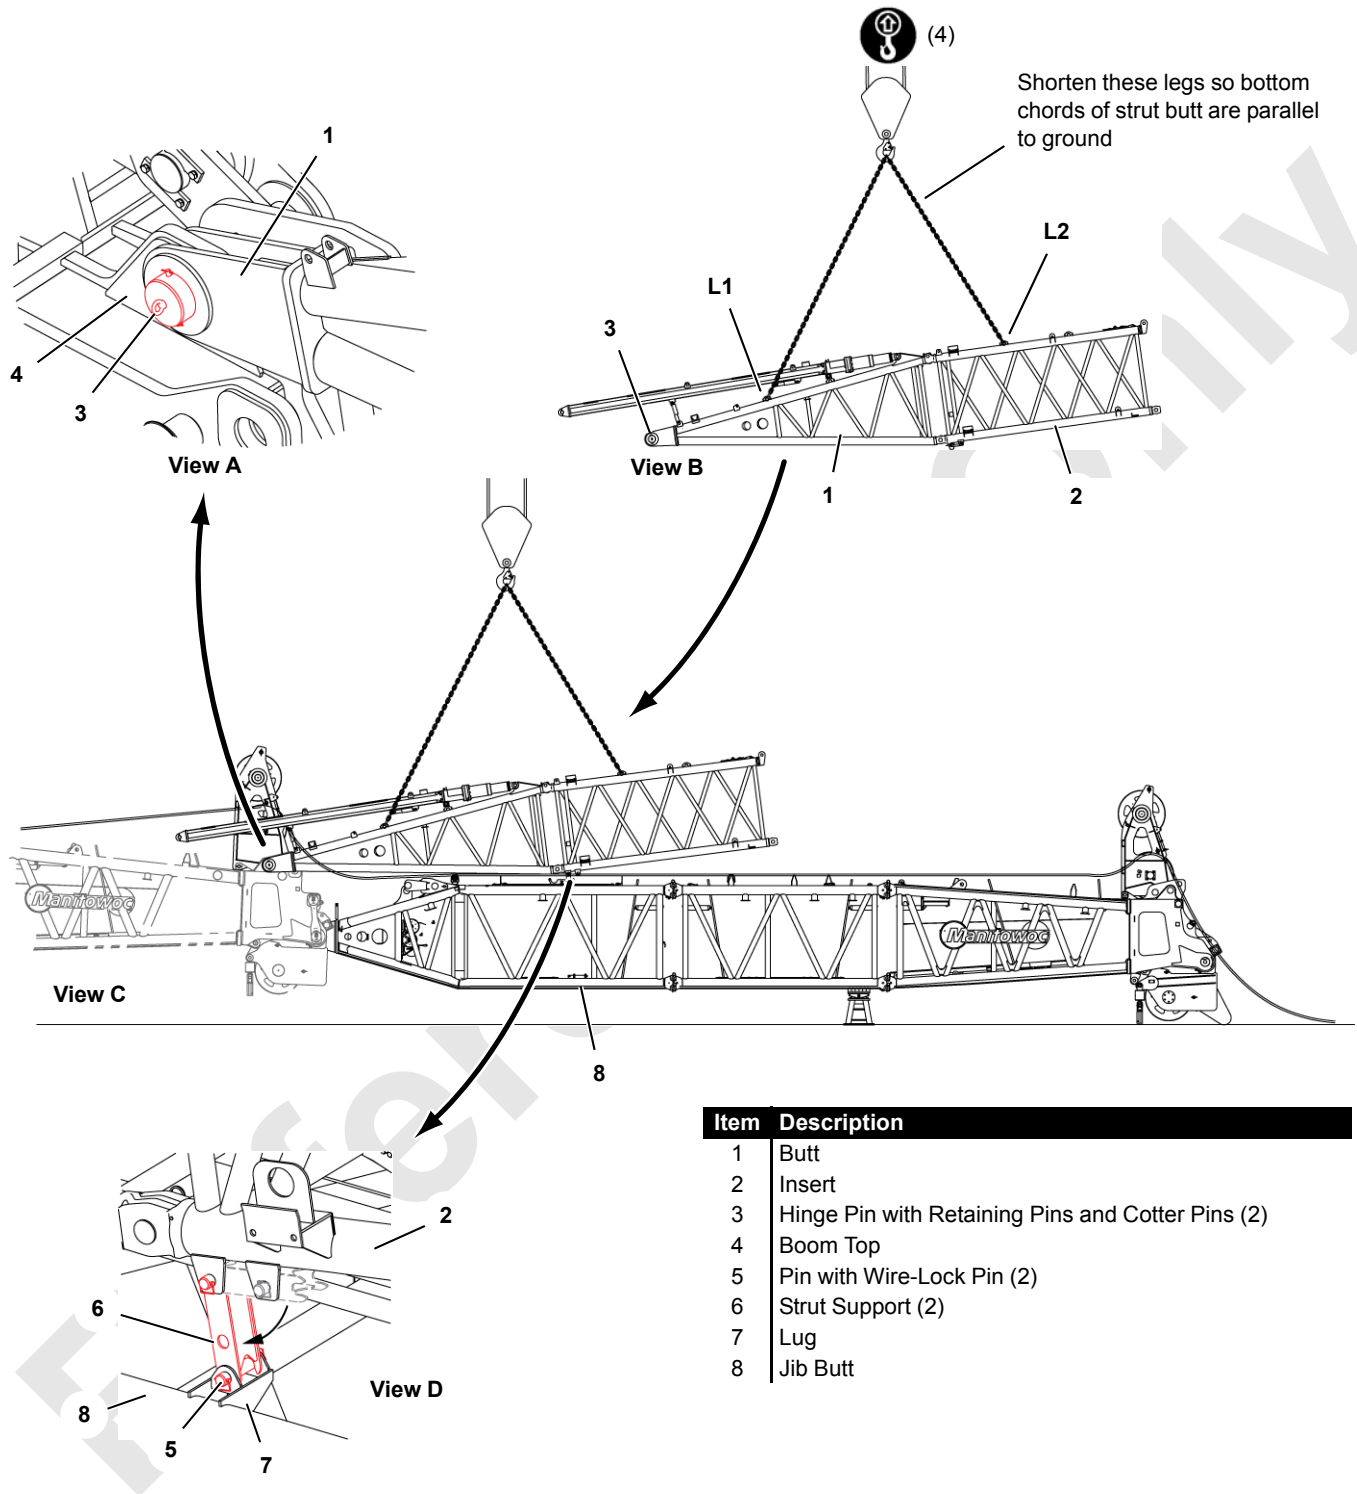 (4)
Shorten these legs so bottom
chords of strut butt are parallel
to ground
1
L2
L1
3
4
3
View A
View B
1
2
Manitowoc
Manitowoc
View C
8
Item Description
1 Butt
2 Insert
3 Hinge Pin with Retaining Pins and Cotter Pins (2)
4 Boom Top
5 Pin with Wire-Lock Pin (2)
6 Strut Support (2)
7 Lug
8 Jib Butt
2
6
View D
8
5
7